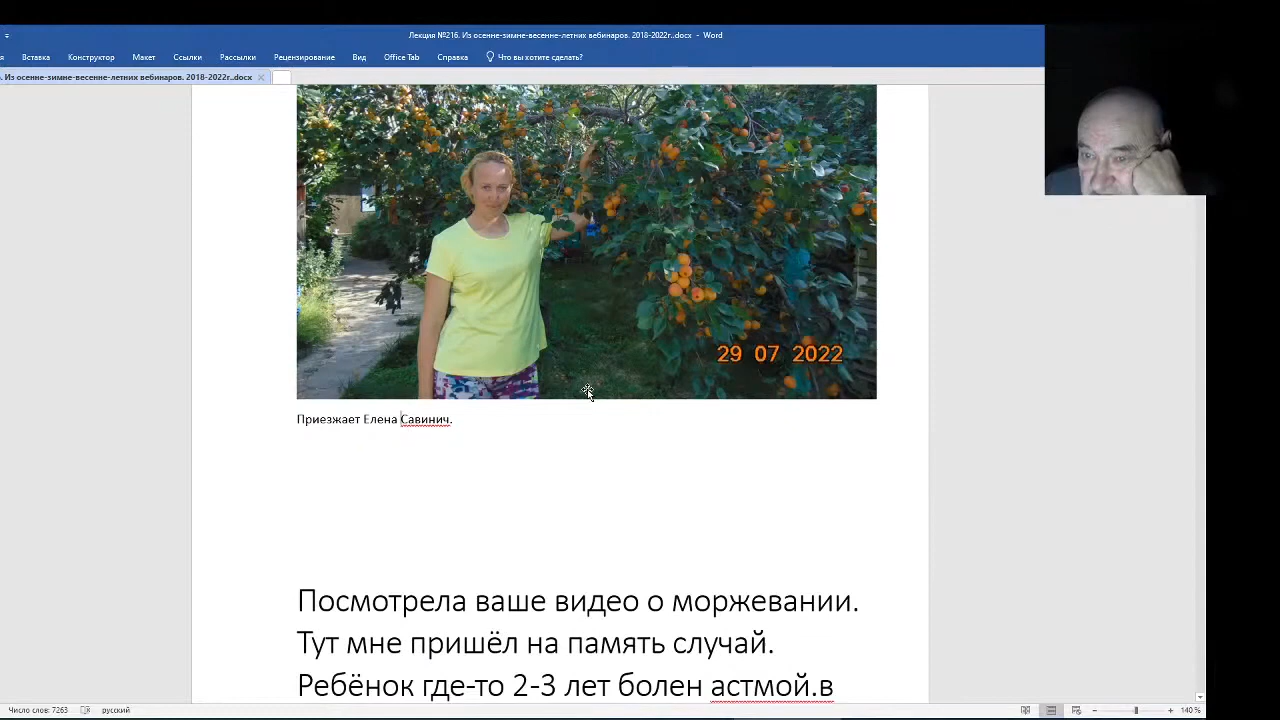 Лекция №216. Из осенне-зимне-весенне-летних вебинаров. 2018-2022г..docx - Word
Вставка Конструктор Макет Ссылки Рассылки Рецензирование Вид Office Tab Справка Что вы хотите сделать?
Из осенне-зимне-весенне-летних вебинаров. 2018-2022г..docx
29 07 2022
Приезжает Елена Савинич.
Посмотрела ваше видео о моржевании.
Тут мне пришёл на память случай.
Ребёнок где-то 2-3 лет болен астмой.в
Число слов: 7263 русский 140 %